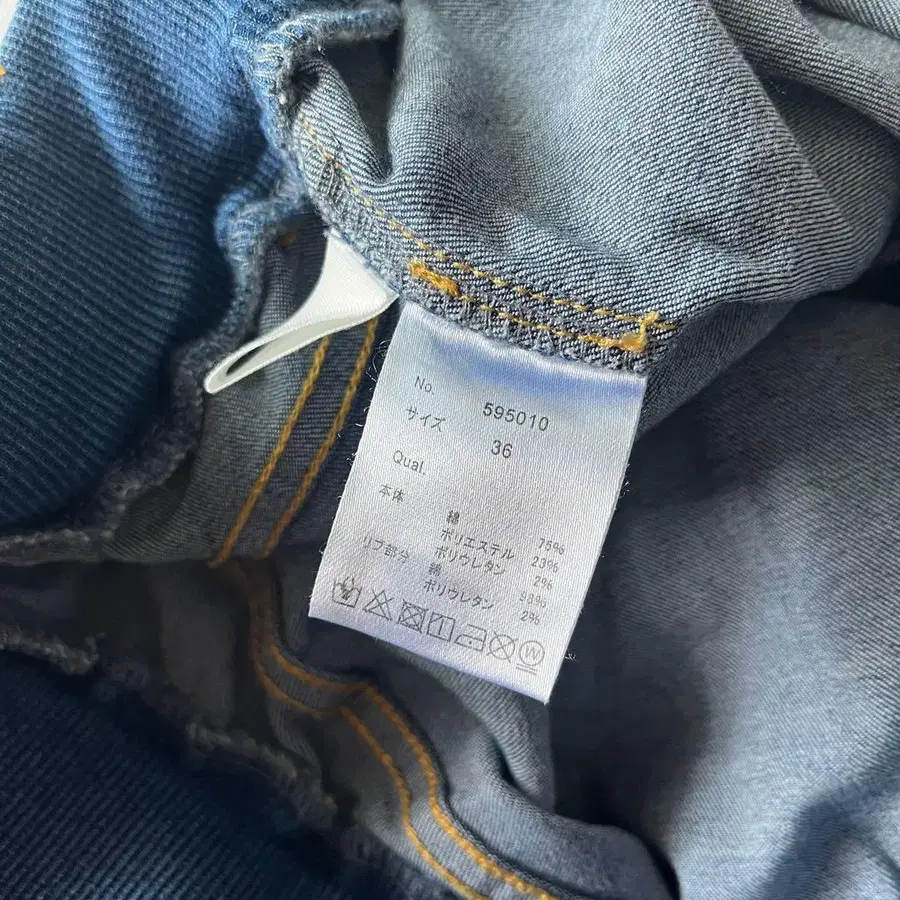 No. 595010
サイズ 36
Qual.
本体
綿 75%
ポリエステル 23%
ポリウレタン 2%
リブ部分 綿 98%
ポリウレタン 2%
W